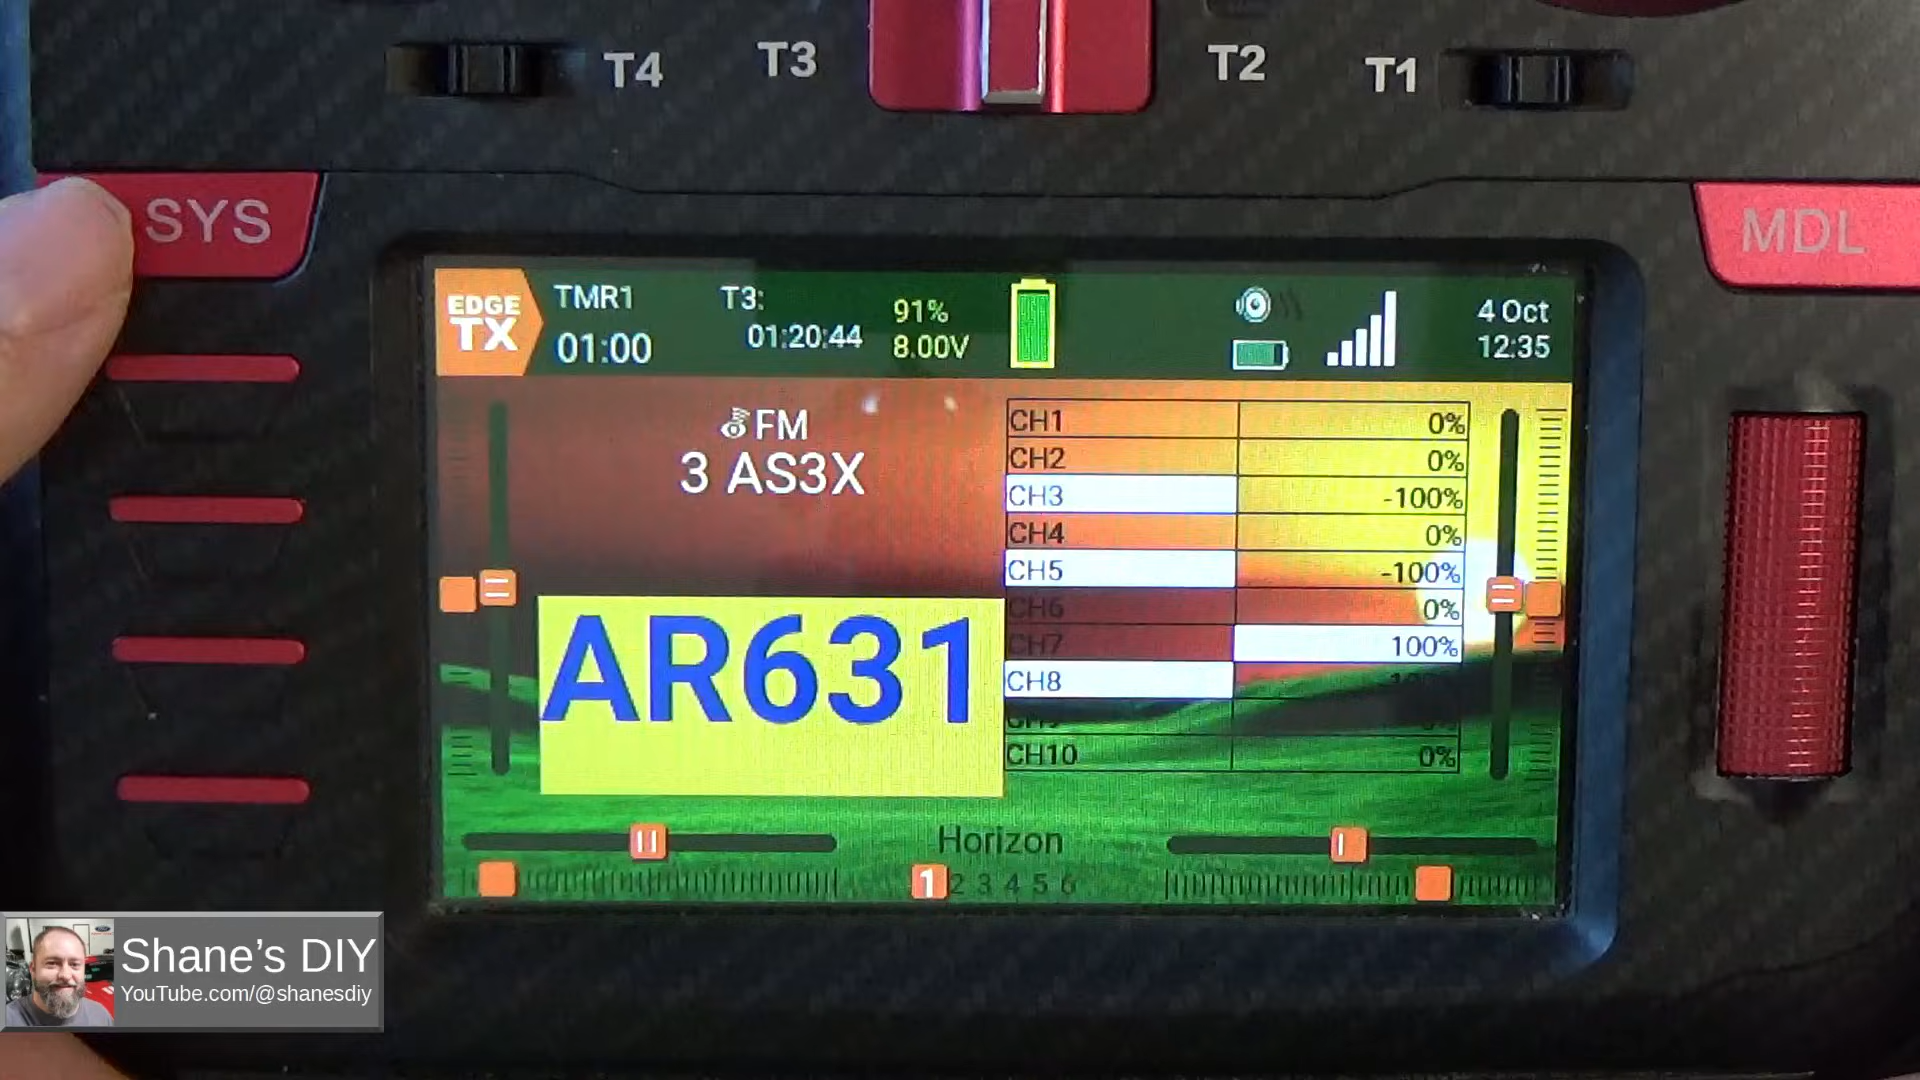 T4
T3
T2
T1
SYS
MDL
EDGE
TX
TMR1
01:00
T3:
01:20:44
91%
8.00V
4 Oct
12:35
FM
3 AS3X
AR631
CH1 0%
CH2 0%
CH3 -100%
CH4 0%
CH5 -100%
CH6 0%
CH7 100%
CH8
CH9 0%
CH10 0%
Horizon
1 2 3 4 5 6
Shane's DIY
YouTube.com/@shanesdiy